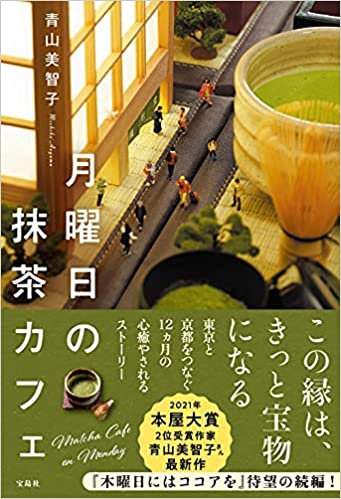 青山美智子
Michiko Aoyama
月曜日の
抹茶カフェ
Matcha Cafe
on Monday
宝島社
この縁は、
きっと宝物
になる
東京と
京都をつなぐ
12ヵ月の
心癒やされる
ストーリー
2021年
本屋大賞
2位受賞作家
青山美智子さん
最新作
『木曜日にはココアを』待望の続編!